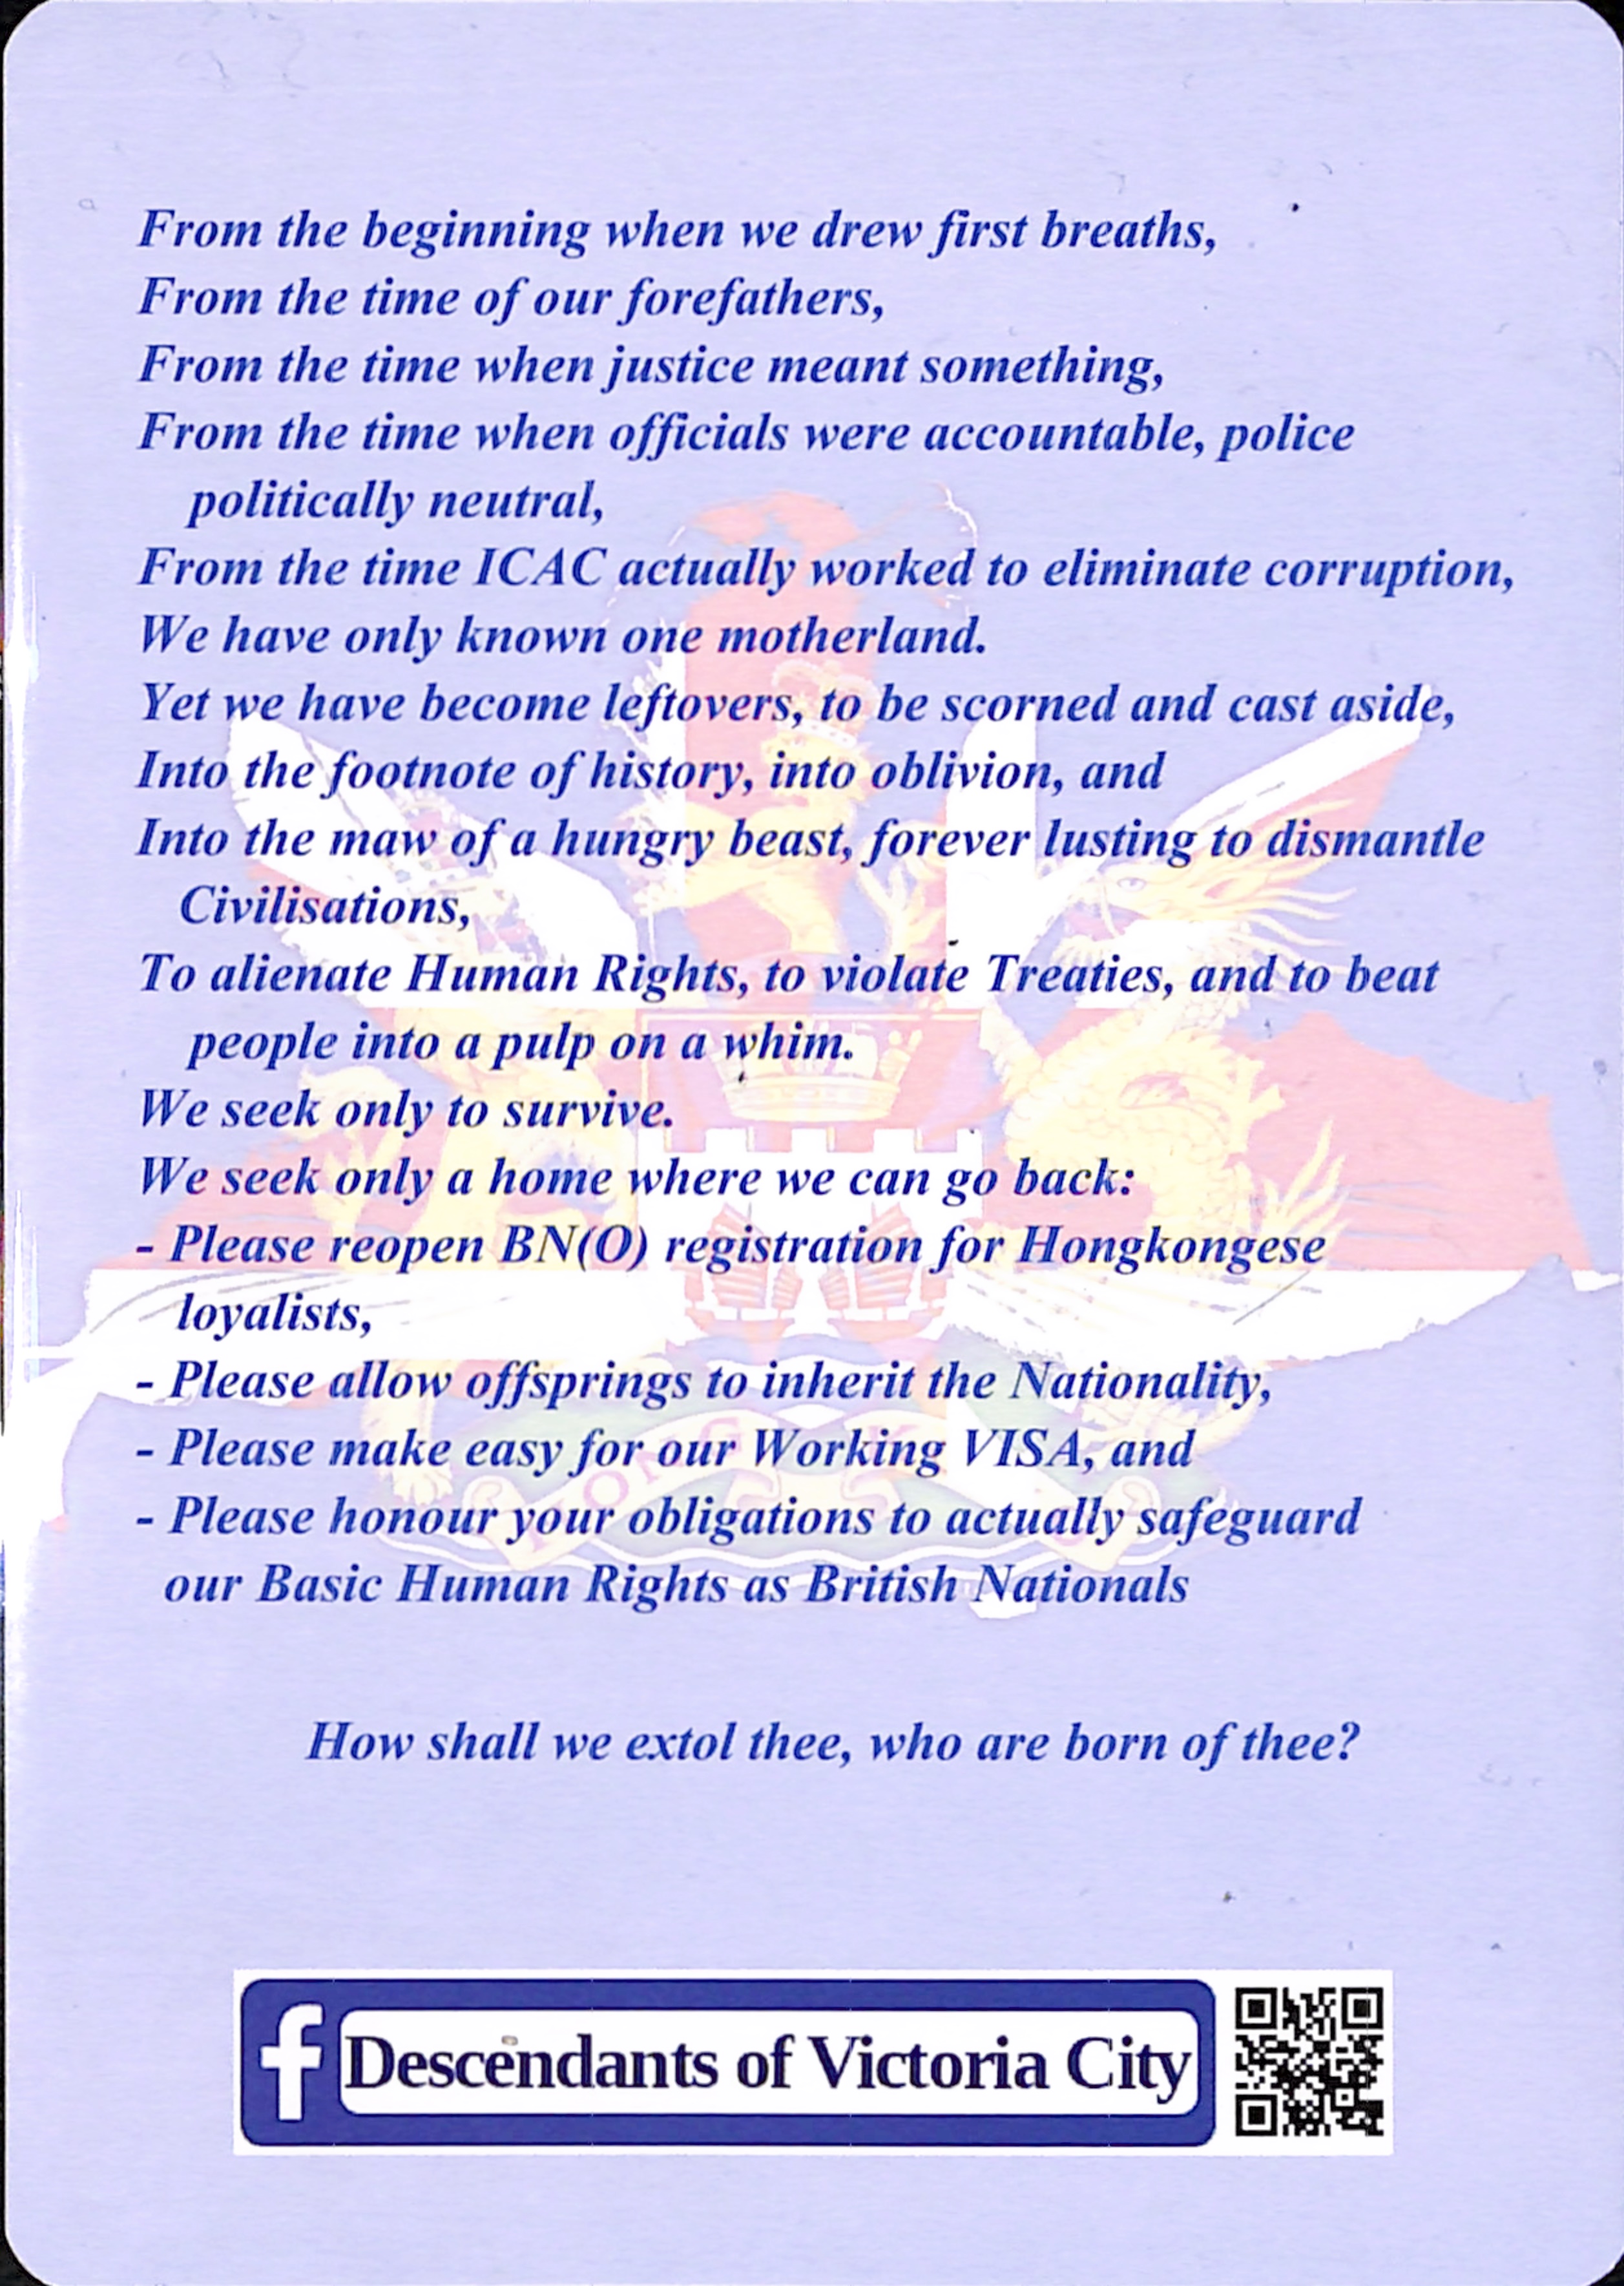 From the beginning when we drew first breaths,
From the time of our forefathers,
From the time when justice meant something,
From the time when officials were accountable, police
politically neutral,
From the time ICAC actually worked to eliminate corruption,
We have only known one motherland.
Yet we have become leftovers, to be scorned and cast aside,
Into the footnote of history, into oblivion, and
Into the maw of a hungry beast, forever lusting to dismantle
Civilisations,
To alienate Human Rights, to violate Treaties, and to beat
people into a pulp on a whim.
We seek only to survive.
We seek only a home where we can go back:
- Please reopen BN(O) registration for Hongkongese
loyalists,
- Please allow offsprings to inherit the Nationality,
- Please make easy for our Working VISA, and
- Please honour your obligations to actually safeguard
our Basic Human Rights as British Nationals
How shall we extol thee, who are born of thee?
f Descendants of Victoria City